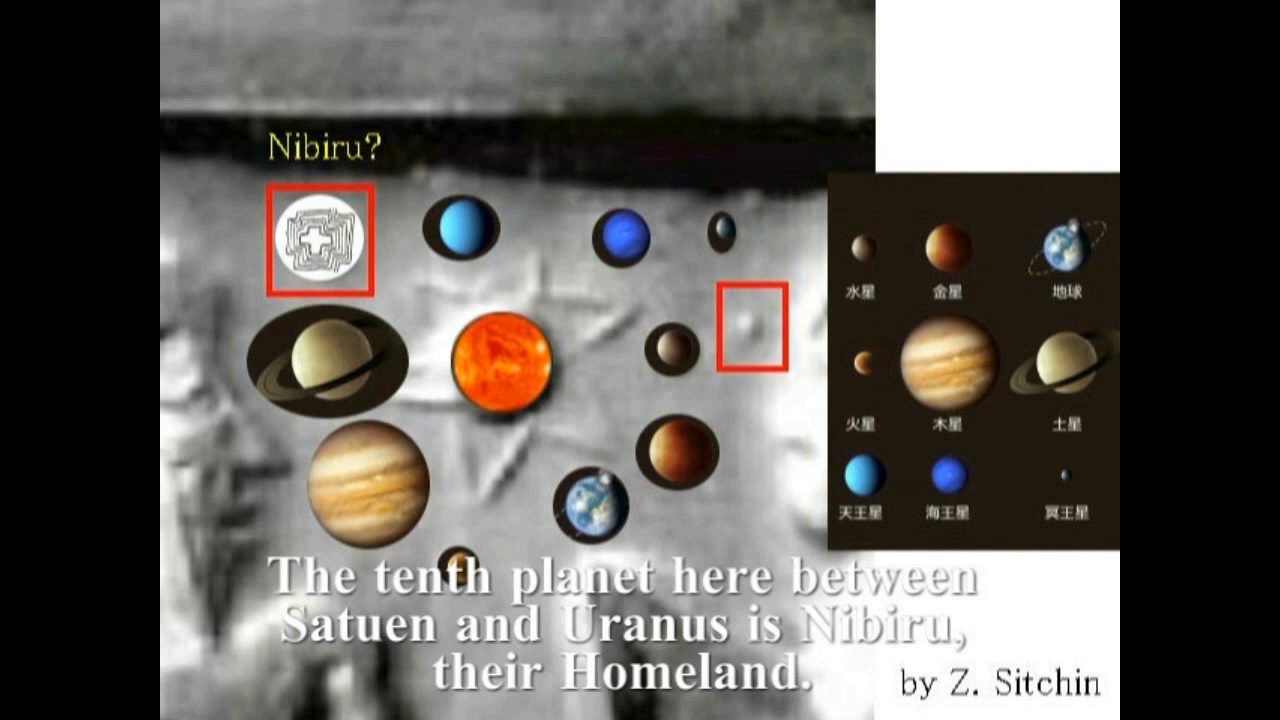 Nibiru?
水星 金星 地球
火星 木星 土星
天王星 海王星 冥王星
The tenth planet here between
Satuen and Uranus is Nibiru,
their Homeland.
by Z. Sitchin